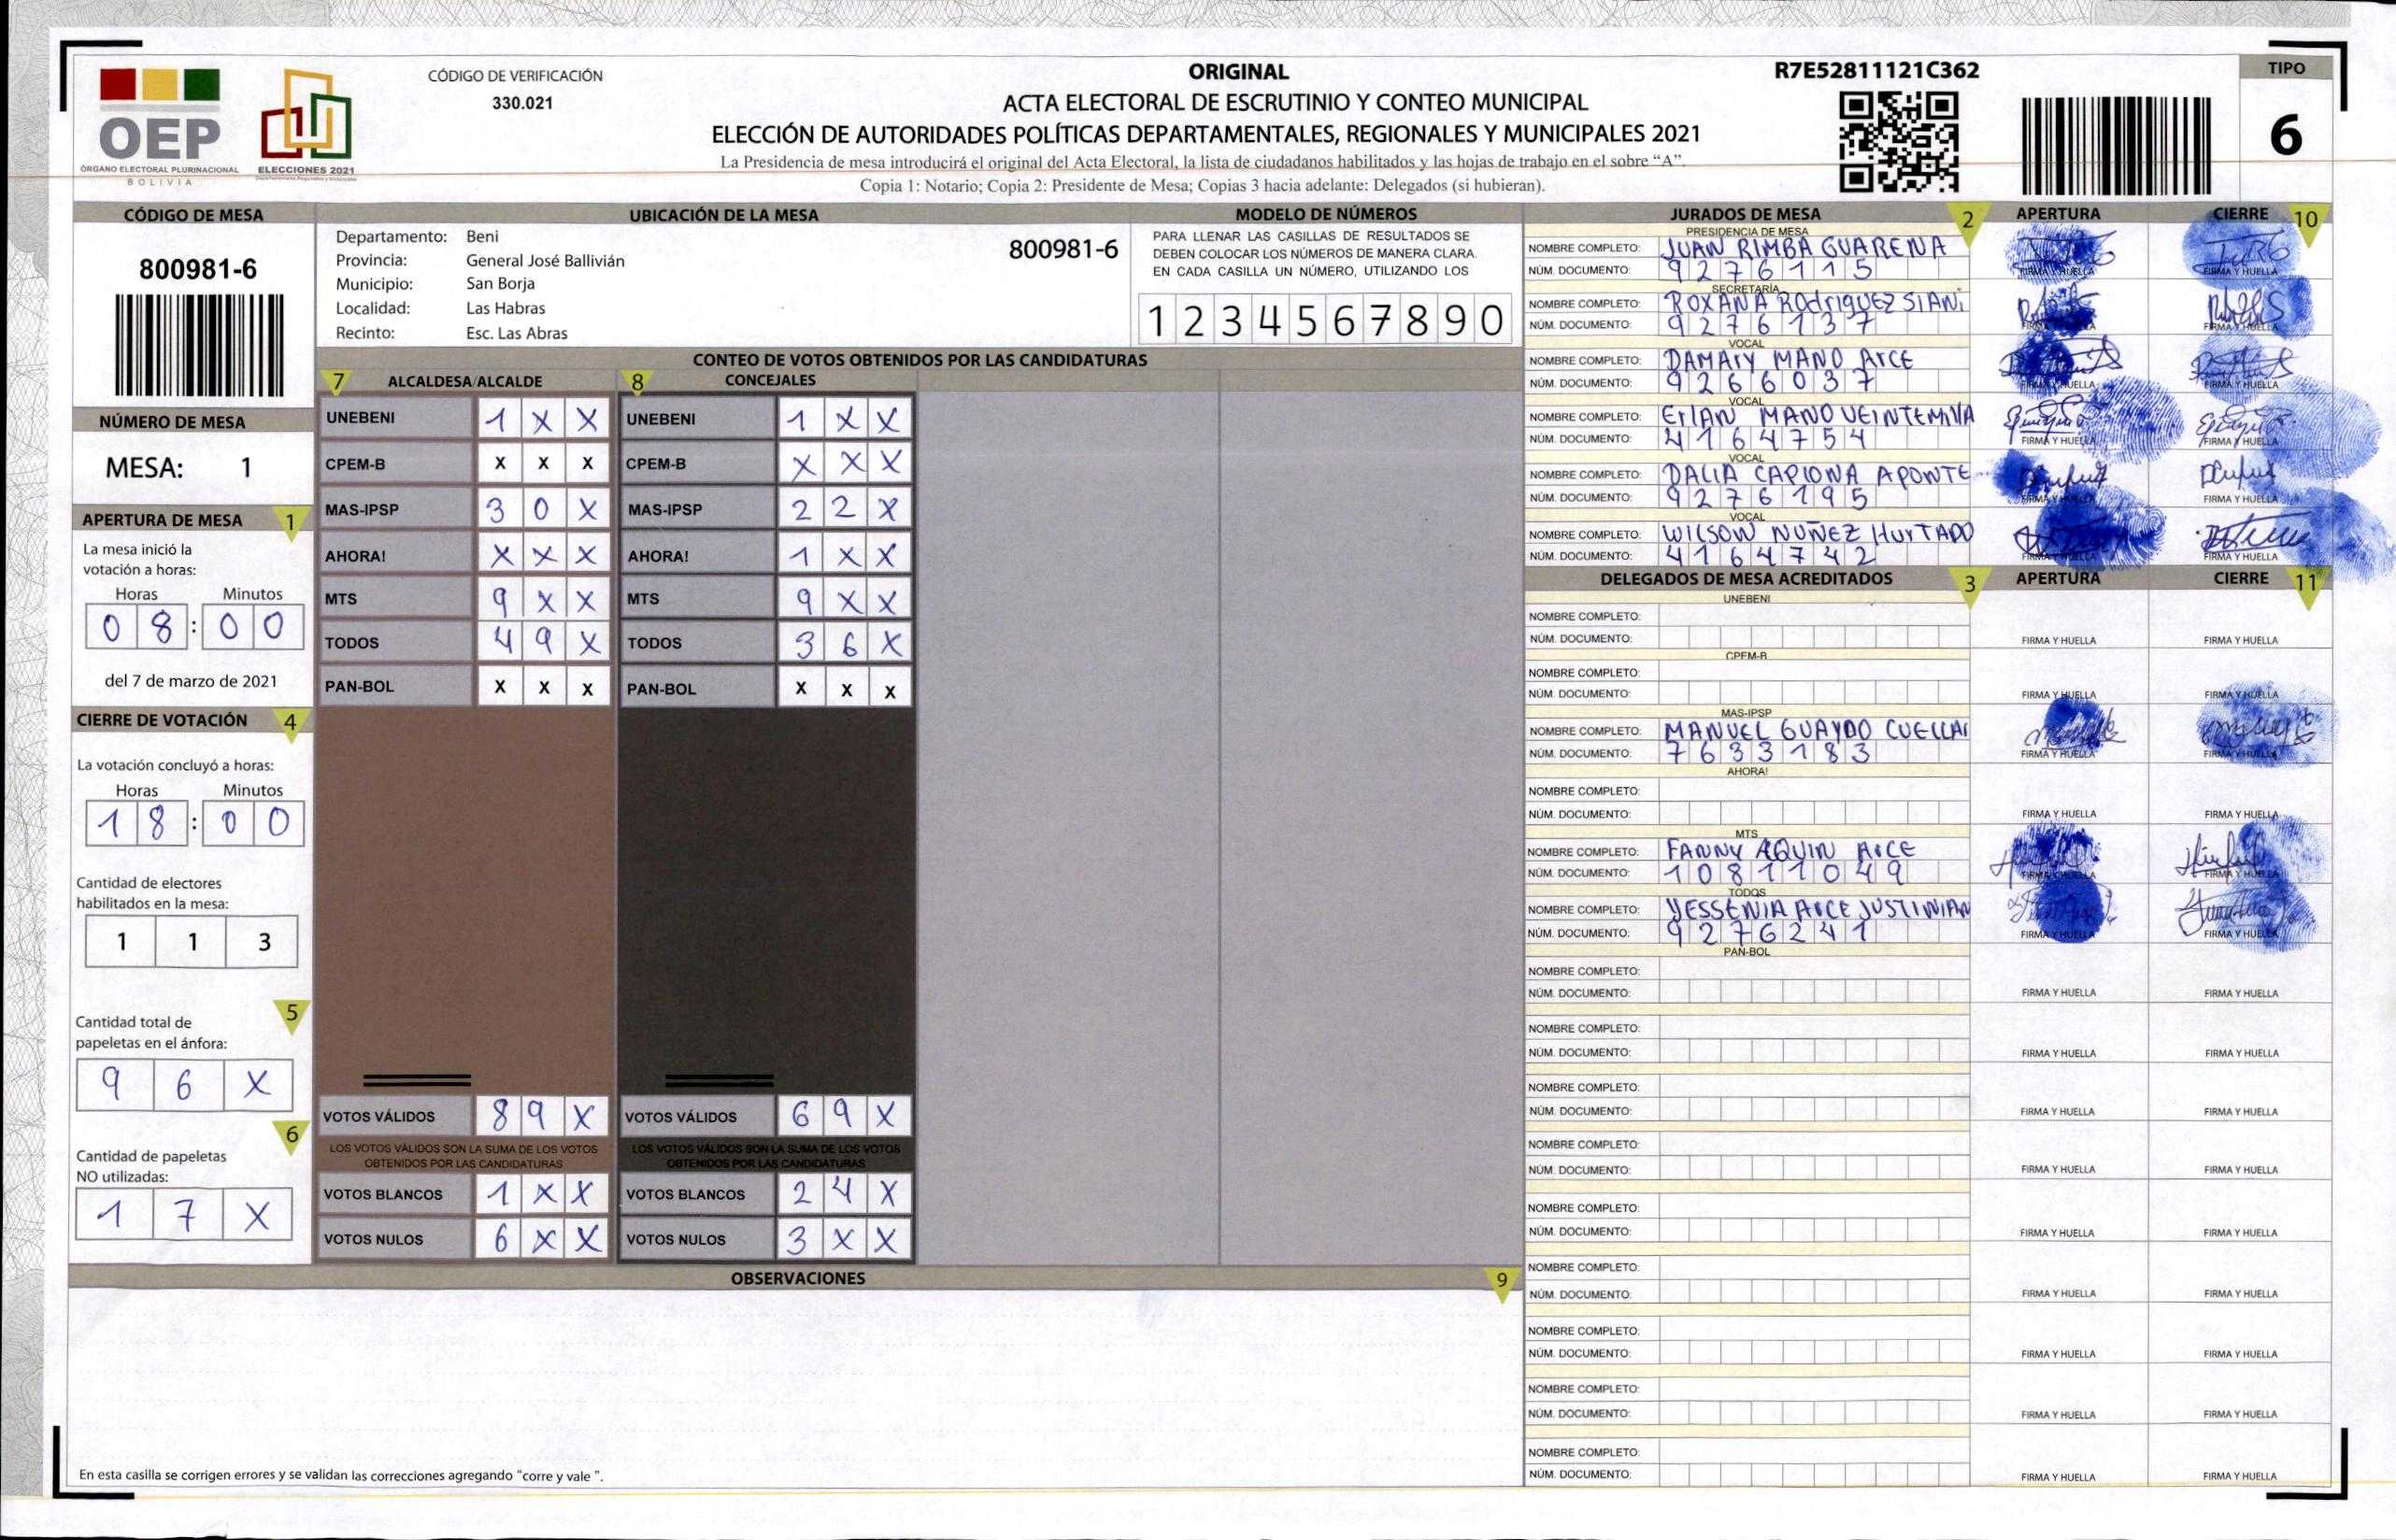 CÓDIGO DE VERIFICACIÓN
330.021
ORIGINAL
ACTA ELECTORAL DE ESCRUTINIO Y CONTEO MUNICIPAL
ELECCIÓN DE AUTORIDADES POLÍTICAS DEPARTAMENTALES, REGIONALES Y MUNICIPALES 2021
La Presidencia de mesa introducirá el original del Acta Electoral, la lista de ciudadanos habilitados y las hojas de trabajo en el sobre “A”.
Copia 1: Notario; Copia 2: Presidente de Mesa; Copias 3 hacia adelante: Delegados (si hubieran).
R7E52811121C362
TIPO
6
OEP
ÓRGANO ELECTORAL PLURINACIONAL
BOLIVIA
ELECCIONES 2021
CÓDIGO DE MESA
800981-6
NÚMERO DE MESA
MESA: 1
APERTURA DE MESA 1
La mesa inició la
votación a horas:
Horas Minutos
0 8 : 0 0
del 7 de marzo de 2021
CIERRE DE VOTACIÓN 4
La votación concluyó a horas:
Horas Minutos
1 8 : 0 0
Cantidad de electores
habilitados en la mesa:
1 1 3
5
Cantidad total de
papeletas en el ánfora:
9 6 X
6
Cantidad de papeletas
NO utilizadas:
1 7 X
UBICACIÓN DE LA MESA
Departamento: Beni
Provincia: General José Ballivián
Municipio: San Borja
Localidad: Las Habras
Recinto: Esc. Las Abras
800981-6
MODELO DE NÚMEROS
PARA LLENAR LAS CASILLAS DE RESULTADOS SE
DEBEN COLOCAR LOS NÚMEROS DE MANERA CLARA
EN CADA CASILLA UN NÚMERO, UTILIZANDO LOS
1 2 3 4 5 6 7 8 9 0
CONTEO DE VOTOS OBTENIDOS POR LAS CANDIDATURAS
7 ALCALDESA/ALCALDE
UNEBENI 1 X X
CPEM-B X X X
MAS-IPSP 3 0 X
AHORA! X X X
MTS 9 X X
TODOS 4 9 X
PAN-BOL X X X
VOTOS VÁLIDOS 8 9 X
LOS VOTOS VÁLIDOS SON LA SUMA DE LOS VOTOS
OBTENIDOS POR LAS CANDIDATURAS
VOTOS BLANCOS 1 X X
VOTOS NULOS 6 X X
8 CONCEJALES
UNEBENI 1 X X
CPEM-B X X X
MAS-IPSP 2 2 X
AHORA! 1 X X
MTS 9 X X
TODOS 3 6 X
PAN-BOL X X X
VOTOS VÁLIDOS 6 9 X
LOS VOTOS VÁLIDOS SON LA SUMA DE LOS VOTOS
OBTENIDOS POR LAS CANDIDATURAS
VOTOS BLANCOS 2 4 X
VOTOS NULOS 3 X X
OBSERVACIONES 9
En esta casilla se corrigen errores y se validan las correcciones agregando "corre y vale ".
JURADOS DE MESA 2 APERTURA CIERRE 10
PRESIDENCIA DE MESA
NOMBRE COMPLETO: JUAN RIMBA GUARENA
NÚM. DOCUMENTO: 9276115 FIRMA Y HUELLA FIRMA Y HUELLA
SECRETARÍA
NOMBRE COMPLETO: ROXANA RODRIGUEZ SIANI
NÚM. DOCUMENTO: 9276137 FIRMA Y HUELLA FIRMA Y HUELLA
VOCAL
NOMBRE COMPLETO: DAMARY MANO ARCE
NÚM. DOCUMENTO: 9266037 FIRMA Y HUELLA FIRMA Y HUELLA
VOCAL
NOMBRE COMPLETO: ERLAN MANO VEINTEMIVA
NÚM. DOCUMENTO: 4164754 FIRMA Y HUELLA FIRMA Y HUELLA
VOCAL
NOMBRE COMPLETO: DALIA CAPIONA APONTE
NÚM. DOCUMENTO: 9276195 FIRMA Y HUELLA FIRMA Y HUELLA
VOCAL
NOMBRE COMPLETO: WILSON NUÑEZ HURTADO
NÚM. DOCUMENTO: 4164742 FIRMA Y HUELLA FIRMA Y HUELLA
DELEGADOS DE MESA ACREDITADOS 3 APERTURA CIERRE 11
UNEBENI
NOMBRE COMPLETO:
NÚM. DOCUMENTO: FIRMA Y HUELLA FIRMA Y HUELLA
CPEM-B
NOMBRE COMPLETO:
NÚM. DOCUMENTO: FIRMA Y HUELLA FIRMA Y HUELLA
MAS-IPSP
NOMBRE COMPLETO: MANUEL GUAYDO CUELLAR
NÚM. DOCUMENTO: 7633183 FIRMA Y HUELLA FIRMA Y HUELLA
AHORA!
NOMBRE COMPLETO:
NÚM. DOCUMENTO: FIRMA Y HUELLA FIRMA Y HUELLA
MTS
NOMBRE COMPLETO: FANNY AQUIN ARCE
NÚM. DOCUMENTO: 10811049 FIRMA Y HUELLA FIRMA Y HUELLA
TODOS
NOMBRE COMPLETO: YESSENIA ARCE JUSTINIAN
NÚM. DOCUMENTO: 9276241 FIRMA Y HUELLA FIRMA Y HUELLA
PAN-BOL
NOMBRE COMPLETO:
NÚM. DOCUMENTO: FIRMA Y HUELLA FIRMA Y HUELLA
NOMBRE COMPLETO:
NÚM. DOCUMENTO: FIRMA Y HUELLA FIRMA Y HUELLA
NOMBRE COMPLETO:
NÚM. DOCUMENTO: FIRMA Y HUELLA FIRMA Y HUELLA
NOMBRE COMPLETO:
NÚM. DOCUMENTO: FIRMA Y HUELLA FIRMA Y HUELLA
NOMBRE COMPLETO:
NÚM. DOCUMENTO: FIRMA Y HUELLA FIRMA Y HUELLA
NOMBRE COMPLETO:
NÚM. DOCUMENTO: FIRMA Y HUELLA FIRMA Y HUELLA
NOMBRE COMPLETO:
NÚM. DOCUMENTO: FIRMA Y HUELLA FIRMA Y HUELLA
NOMBRE COMPLETO:
NÚM. DOCUMENTO: FIRMA Y HUELLA FIRMA Y HUELLA
NOMBRE COMPLETO:
NÚM. DOCUMENTO: FIRMA Y HUELLA FIRMA Y HUELLA